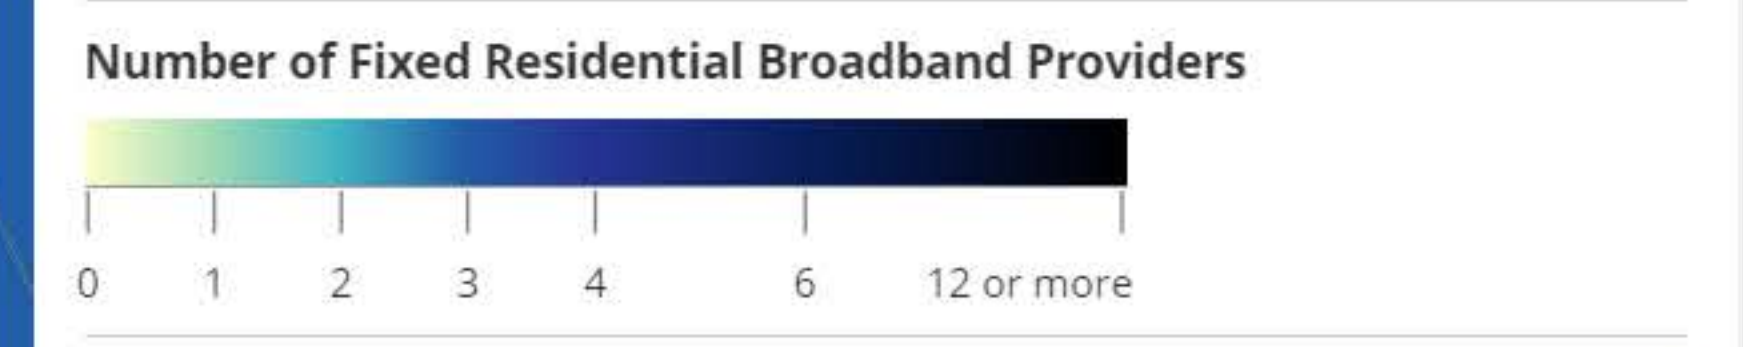 Number of Fixed Residential Broadband Providers
0 1 2 3 4 6 12 or more